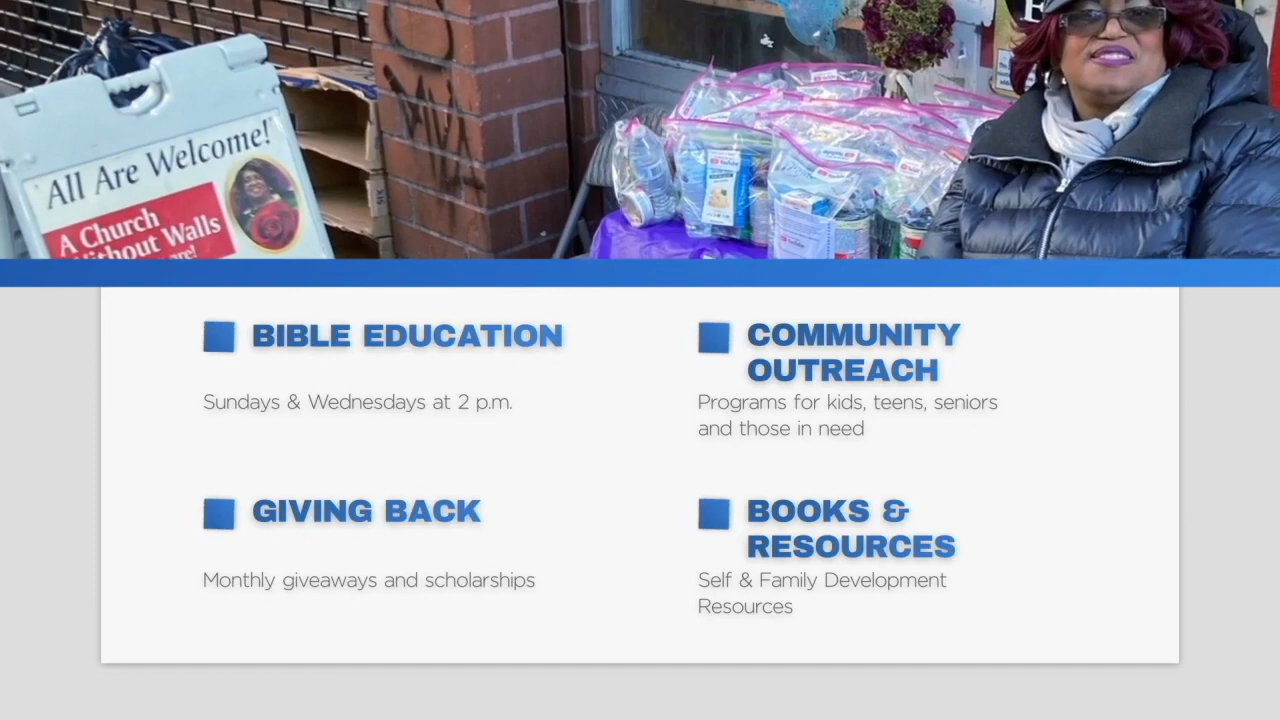 All Are Welcome!
A Church
Without Walls
BIBLE EDUCATION
Sundays & Wednesdays at 2 p.m.
COMMUNITY
OUTREACH
Programs for kids, teens, seniors
and those in need
GIVING BACK
Monthly giveaways and scholarships
BOOKS &
RESOURCES
Self & Family Development
Resources